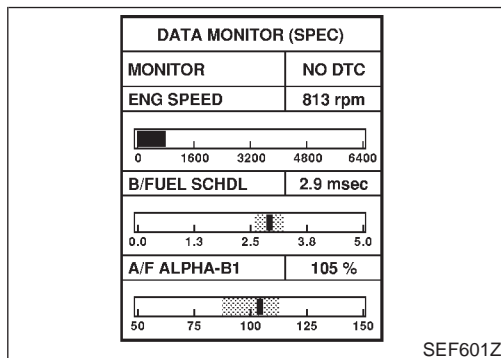 DATA MONITOR (SPEC)
MONITOR NO DTC
ENG SPEED 813 rpm
0 1600 3200 4800 6400
B/FUEL SCHDL 2.9 msec
0.0 1.3 2.5 3.8 5.0
A/F ALPHA-B1 105 %
50 75 100 125 150
SEF601Z